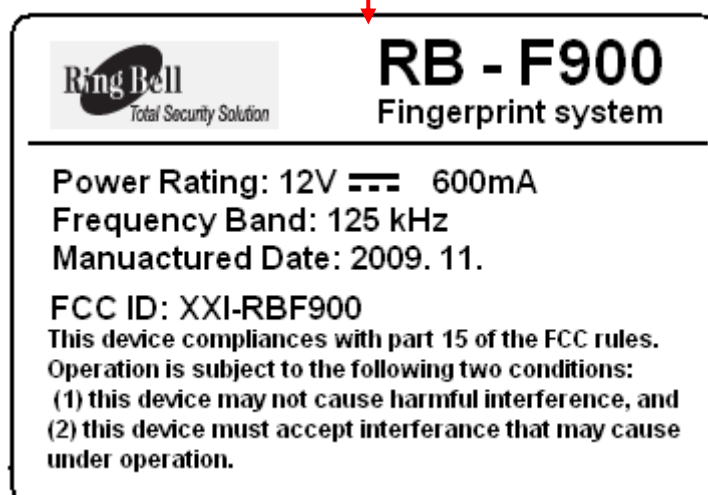 Ring Bell
Total Security Solution
RB - F900
Fingerprint system
Power Rating: 12V 600mA
Frequency Band: 125 kHz
Manuactured Date: 2009. 11.
FCC ID: XXI-RBF900
This device compliances with part 15 of the FCC rules.
Operation is subject to the following two conditions:
(1) this device may not cause harmful interference, and
(2) this device must accept interferance that may cause
under operation.